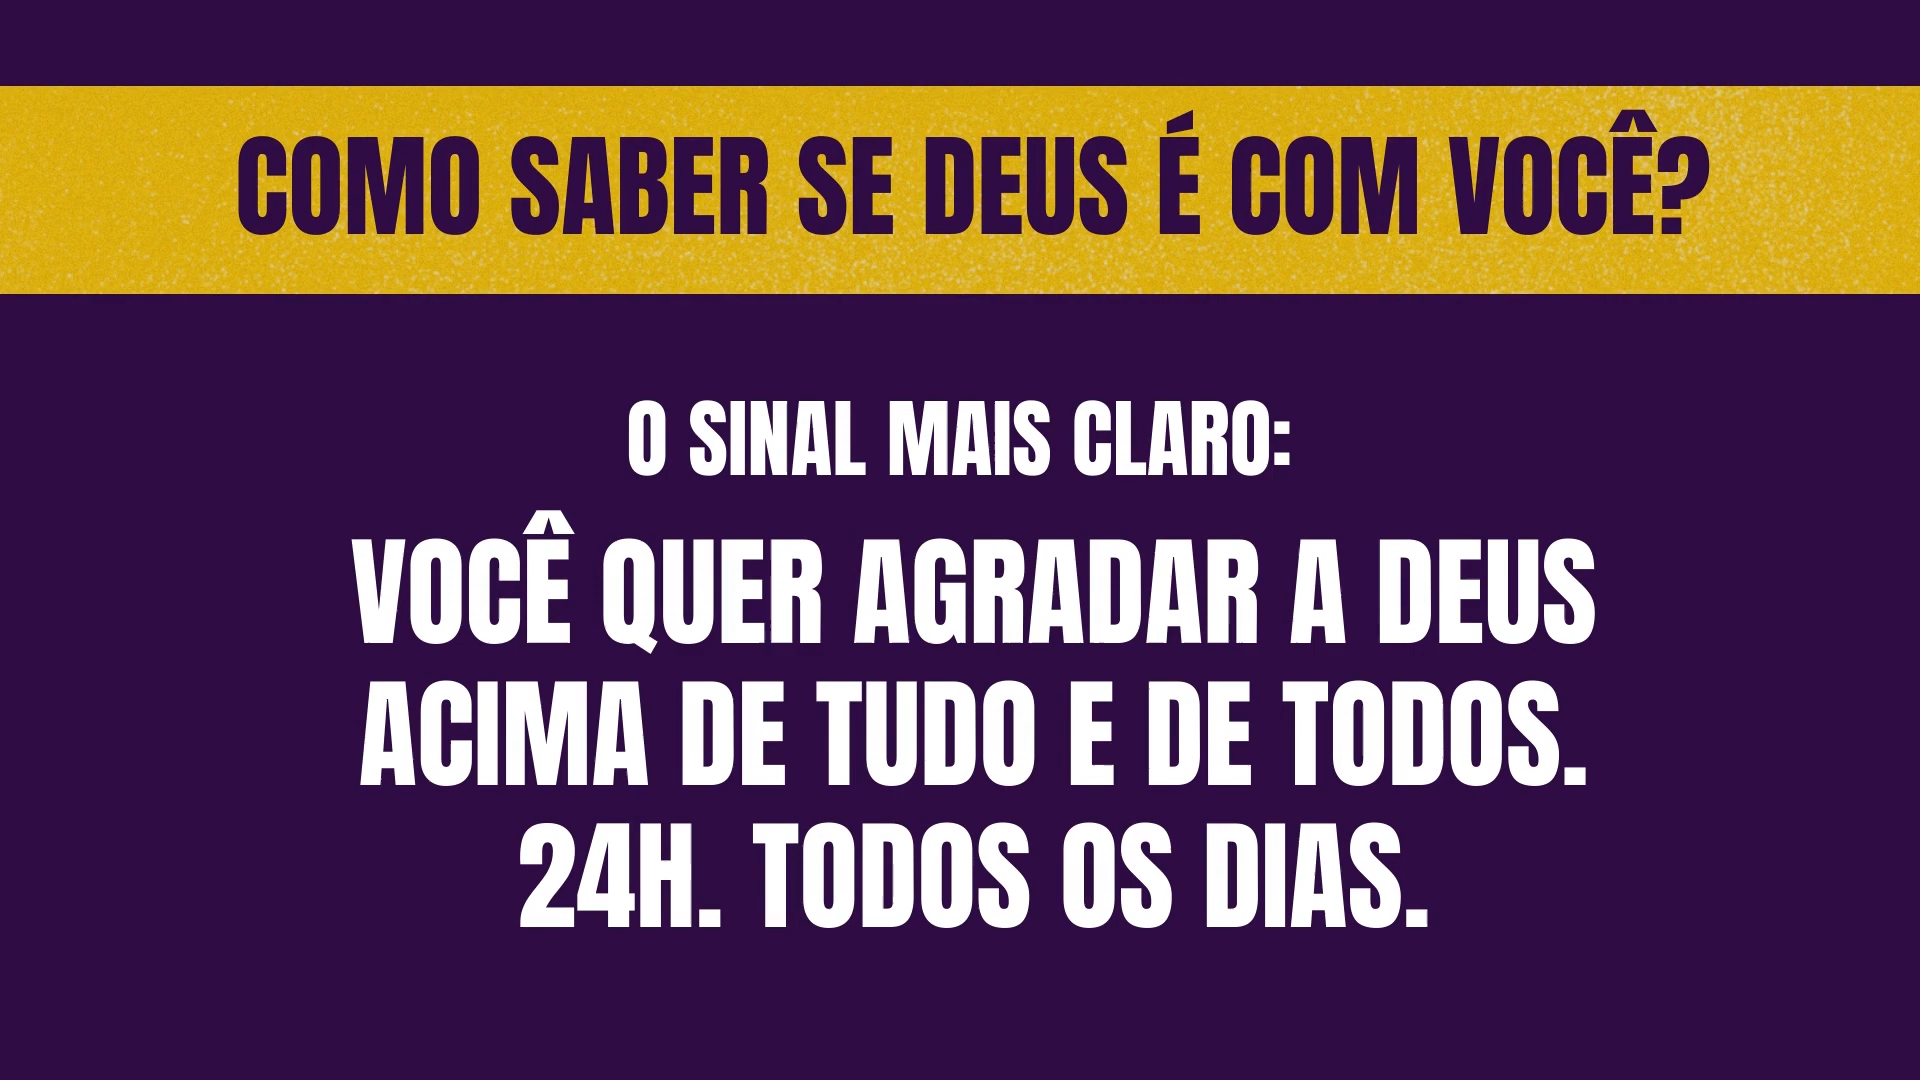 COMO SABER SE DEUS É COM VOCÊ?
O SINAL MAIS CLARO:
VOCÊ QUER AGRADAR A DEUS
ACIMA DE TUDO E DE TODOS.
24H. TODOS OS DIAS.